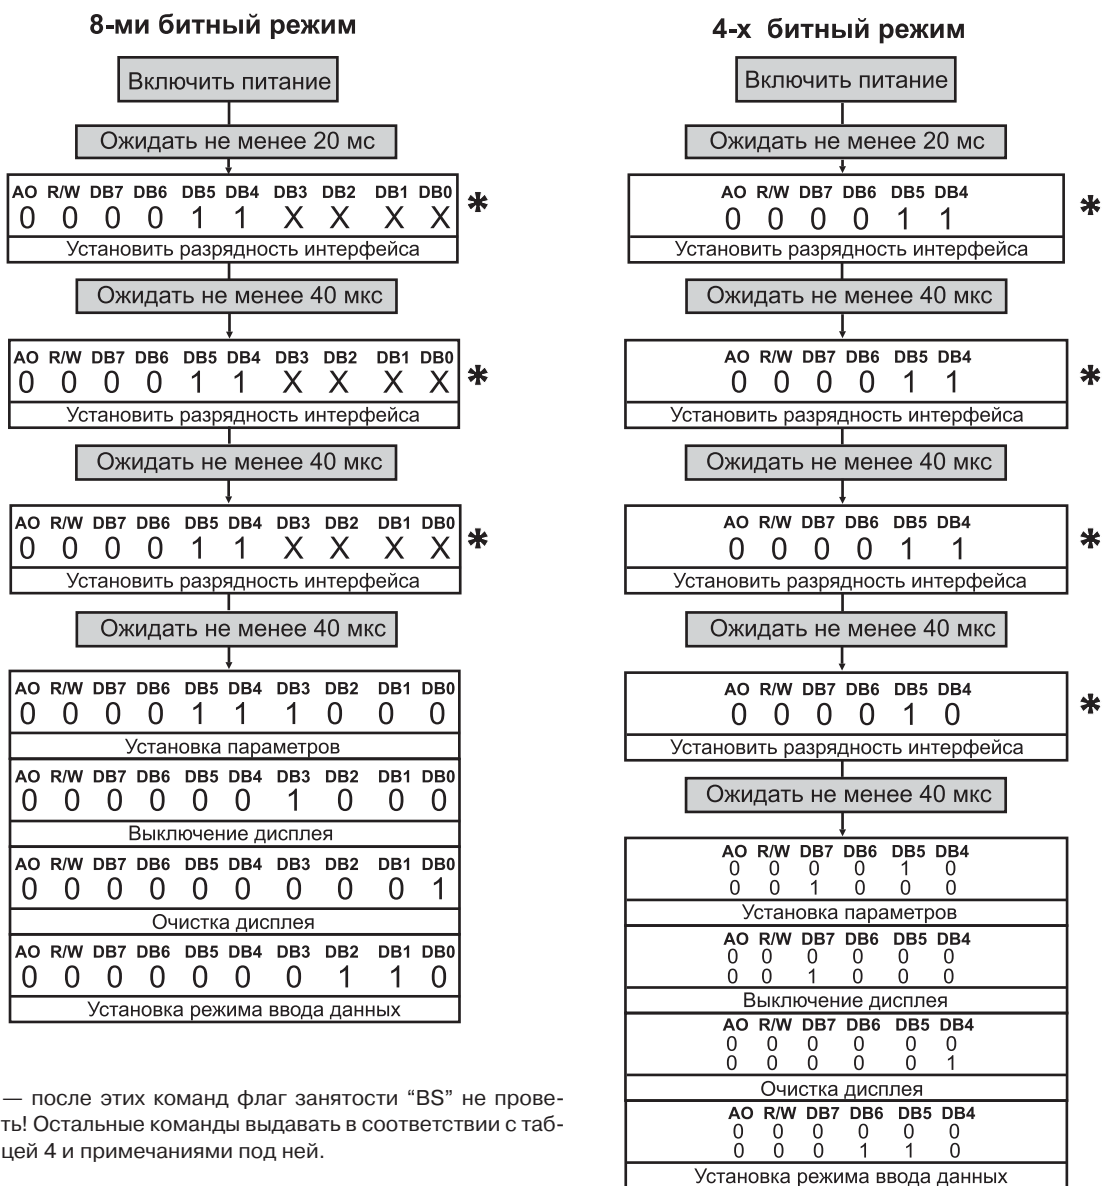 8-ми битный режим
Включить питание
Ожидать не менее 20 мс
AO R/W DB7 DB6 DB5 DB4 DB3 DB2 DB1 DB0
0 0 0 0 1 1 X X X X *
Установить разрядность интерфейса
Ожидать не менее 40 мкс
AO R/W DB7 DB6 DB5 DB4 DB3 DB2 DB1 DB0
0 0 0 0 1 1 X X X X *
Установить разрядность интерфейса
Ожидать не менее 40 мкс
AO R/W DB7 DB6 DB5 DB4 DB3 DB2 DB1 DB0
0 0 0 0 1 1 X X X X *
Установить разрядность интерфейса
Ожидать не менее 40 мкс
AO R/W DB7 DB6 DB5 DB4 DB3 DB2 DB1 DB0
0 0 0 0 1 1 1 0 0 0
Установка параметров
AO R/W DB7 DB6 DB5 DB4 DB3 DB2 DB1 DB0
0 0 0 0 0 0 1 0 0 0
Выключение дисплея
AO R/W DB7 DB6 DB5 DB4 DB3 DB2 DB1 DB0
0 0 0 0 0 0 0 0 0 1
Очистка дисплея
AO R/W DB7 DB6 DB5 DB4 DB3 DB2 DB1 DB0
0 0 0 0 0 0 0 1 1 0
Установка режима ввода данных
— после этих команд флаг занятости “BS” не прове-
ть! Остальные команды выдавать в соответствии с таб-
цей 4 и примечаниями под ней.
4-х битный режим
Включить питание
Ожидать не менее 20 мс
AO R/W DB7 DB6 DB5 DB4
0 0 0 0 1 1 *
Установить разрядность интерфейса
Ожидать не менее 40 мкс
AO R/W DB7 DB6 DB5 DB4
0 0 0 0 1 1 *
Установить разрядность интерфейса
Ожидать не менее 40 мкс
AO R/W DB7 DB6 DB5 DB4
0 0 0 0 1 1 *
Установить разрядность интерфейса
Ожидать не менее 40 мкс
AO R/W DB7 DB6 DB5 DB4
0 0 0 0 1 0 *
Установить разрядность интерфейса
Ожидать не менее 40 мкс
AO R/W DB7 DB6 DB5 DB4
0 0 0 0 1 0
0 0 1 0 0 0
Установка параметров
AO R/W DB7 DB6 DB5 DB4
0 0 0 0 0 0
0 0 1 0 0 0
Выключение дисплея
AO R/W DB7 DB6 DB5 DB4
0 0 0 0 0 0
0 0 0 0 0 1
Очистка дисплея
AO R/W DB7 DB6 DB5 DB4
0 0 0 0 0 0
0 0 0 1 1 0
Установка режима ввода данных